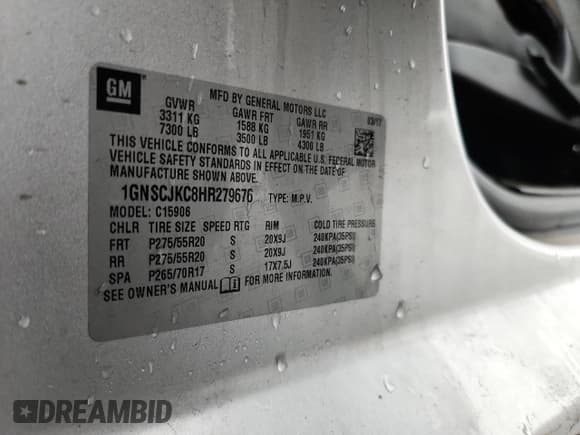 GM
MFD BY GENERAL MOTORS LLC 03/17
GVWR GAWR FRT GAWR RR
3311 KG 1588 KG 1951 KG
7300 LB 3500 LB 4300 LB
THIS VEHICLE CONFORMS TO ALL APPLICABLE U.S. FEDERAL MOTOR
VEHICLE SAFETY STANDARDS IN EFFECT ON THE DATE OF
MANUFACTURE SHOWN ABOVE.
1GNSCJKC8HR279676 TYPE: M.P.V.
MODEL: C15906
CHLR TIRE SIZE SPEED RTG RIM COLD TIRE PRESSURE
FRT P275/55R20 S 20X9J 240KPA(35PSI)
RR P275/55R20 S 20X9J 240KPA(35PSI)
SPA P265/70R17 S 17X7.5J 240KPA(35PSI)
SEE OWNER'S MANUAL FOR MORE INFORMATION.
DREAMBID